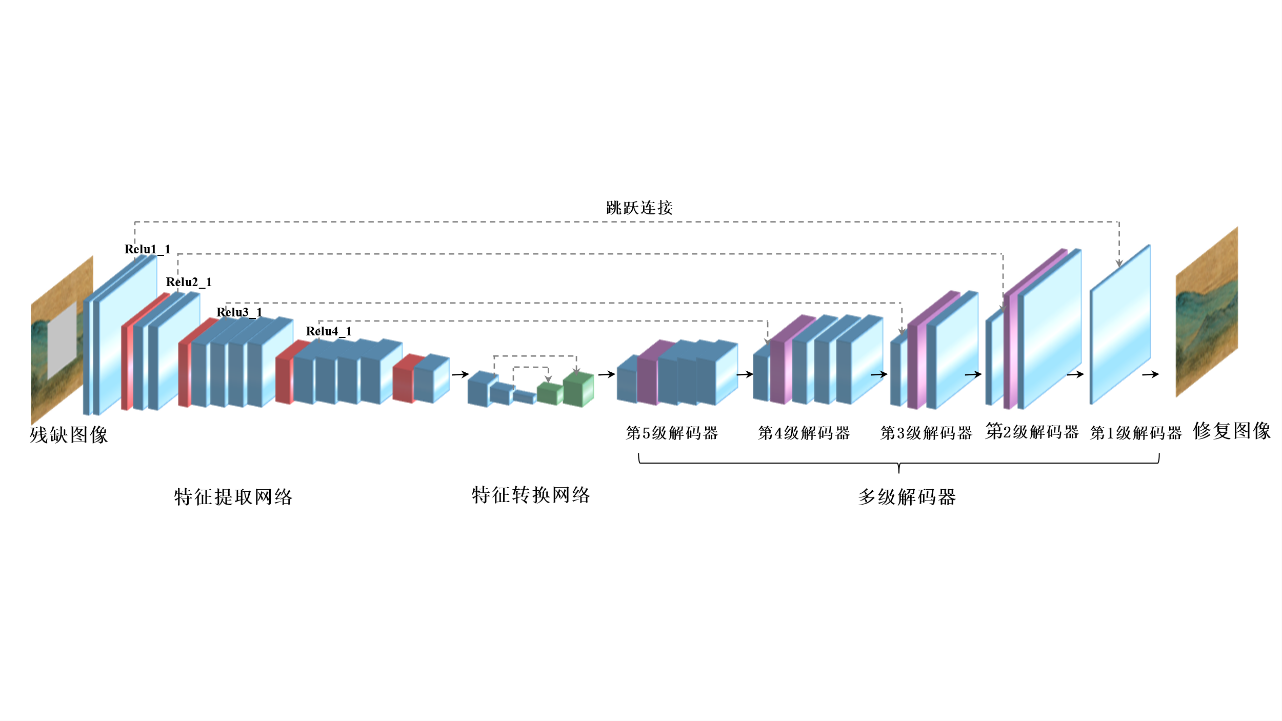 跳跃连接
Relu1_1
Relu2_1
Relu3_1
Relu4_1
残缺图像
第5级解码器
第4级解码器
第3级解码器
第2级解码器
第1级解码器
修复图像
特征提取网络
特征转换网络
多级解码器